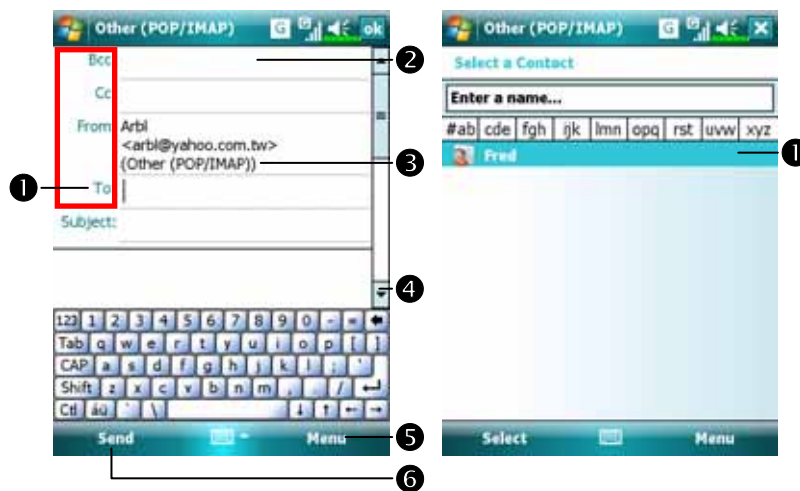 Other (POP/IMAP) G G ok
Bcc
Cc
From Arbl
<arbl@yahoo.com.tw>
(Other (POP/IMAP))
To
Subject:
123 1 2 3 4 5 6 7 8 9 0 - =
Tab q w e r t y u i o p [ ]
CAP a s d f g h j k l ; '
Shift z x c v b n m , . /
Ctl áü ` \
Send Menu
1
2
3
4
5
6
Other (POP/IMAP) G G
Select a Contact
Enter a name...
#ab cde fgh ijk lmn opq rst uvw xyz
Fred
1
Select Menu